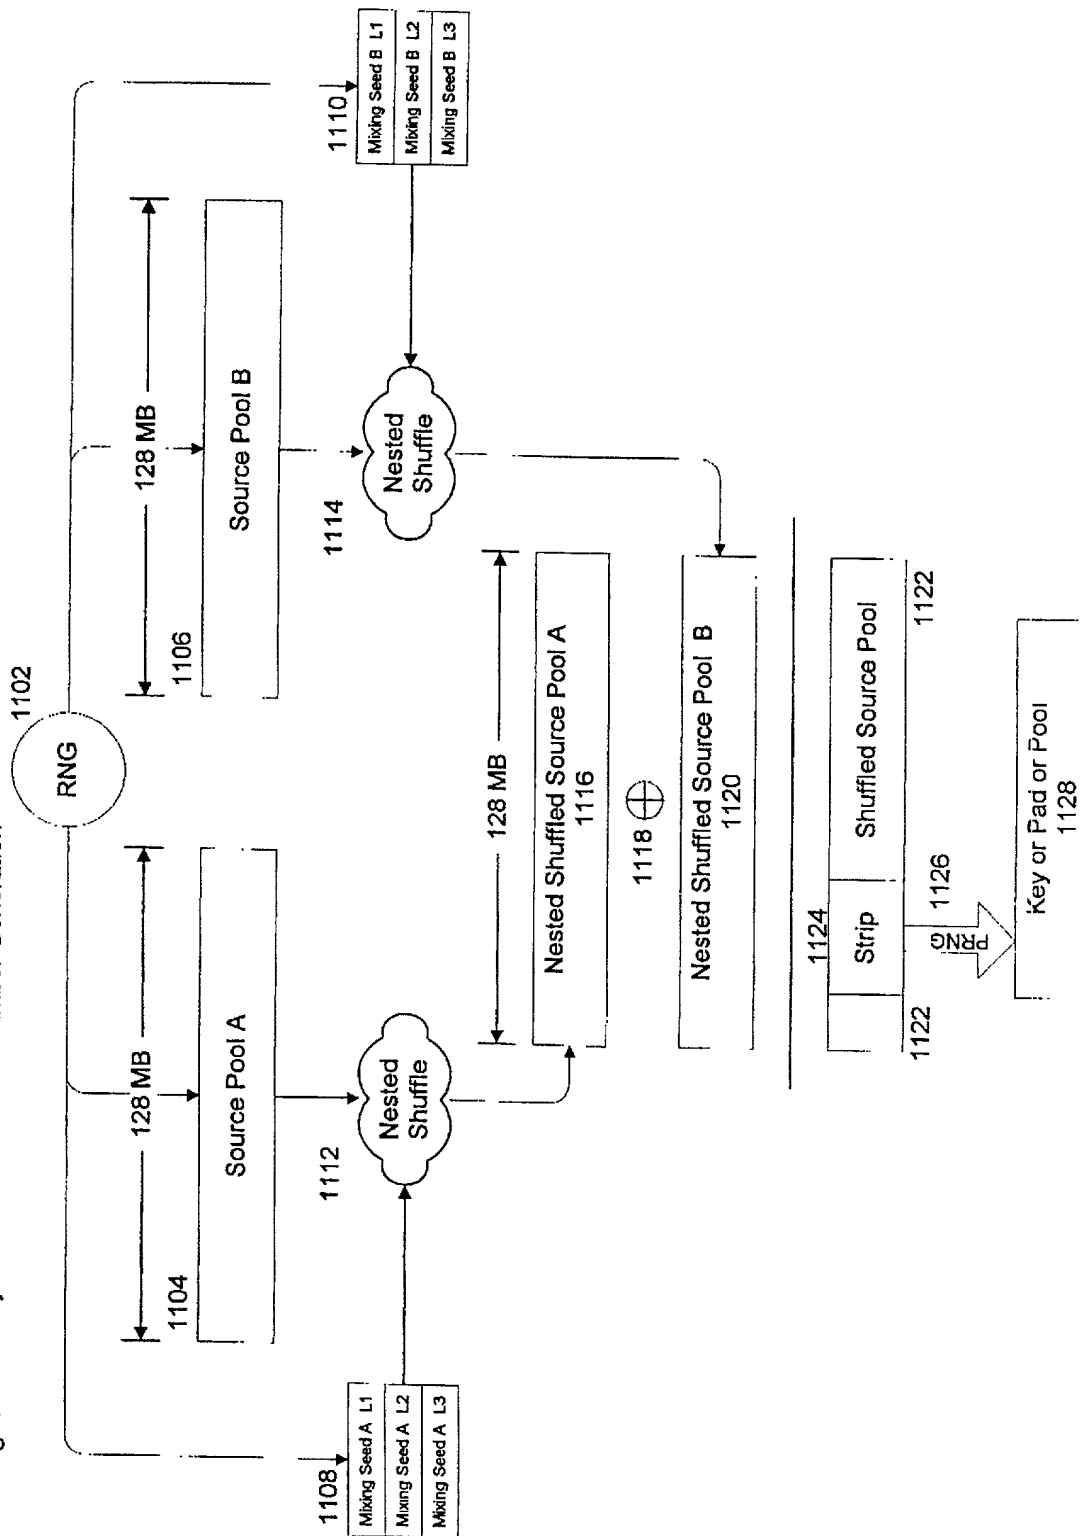 1102
RNG
128 MB
128 MB
1104
Source Pool A
1106
Source Pool B
1108
Mixing Seed A L1
Mixing Seed A L2
Mixing Seed A L3
1110
Mixing Seed B L1
Mixing Seed B L2
Mixing Seed B L3
1112
Nested
Shuffle
1114
Nested
Shuffle
128 MB
Nested Shuffled Source Pool A
1116
1118
Nested Shuffled Source Pool B
1120
1124
Strip
Shuffled Source Pool
1122
1122
PRNG
1126
Key or Pad or Pool
1128